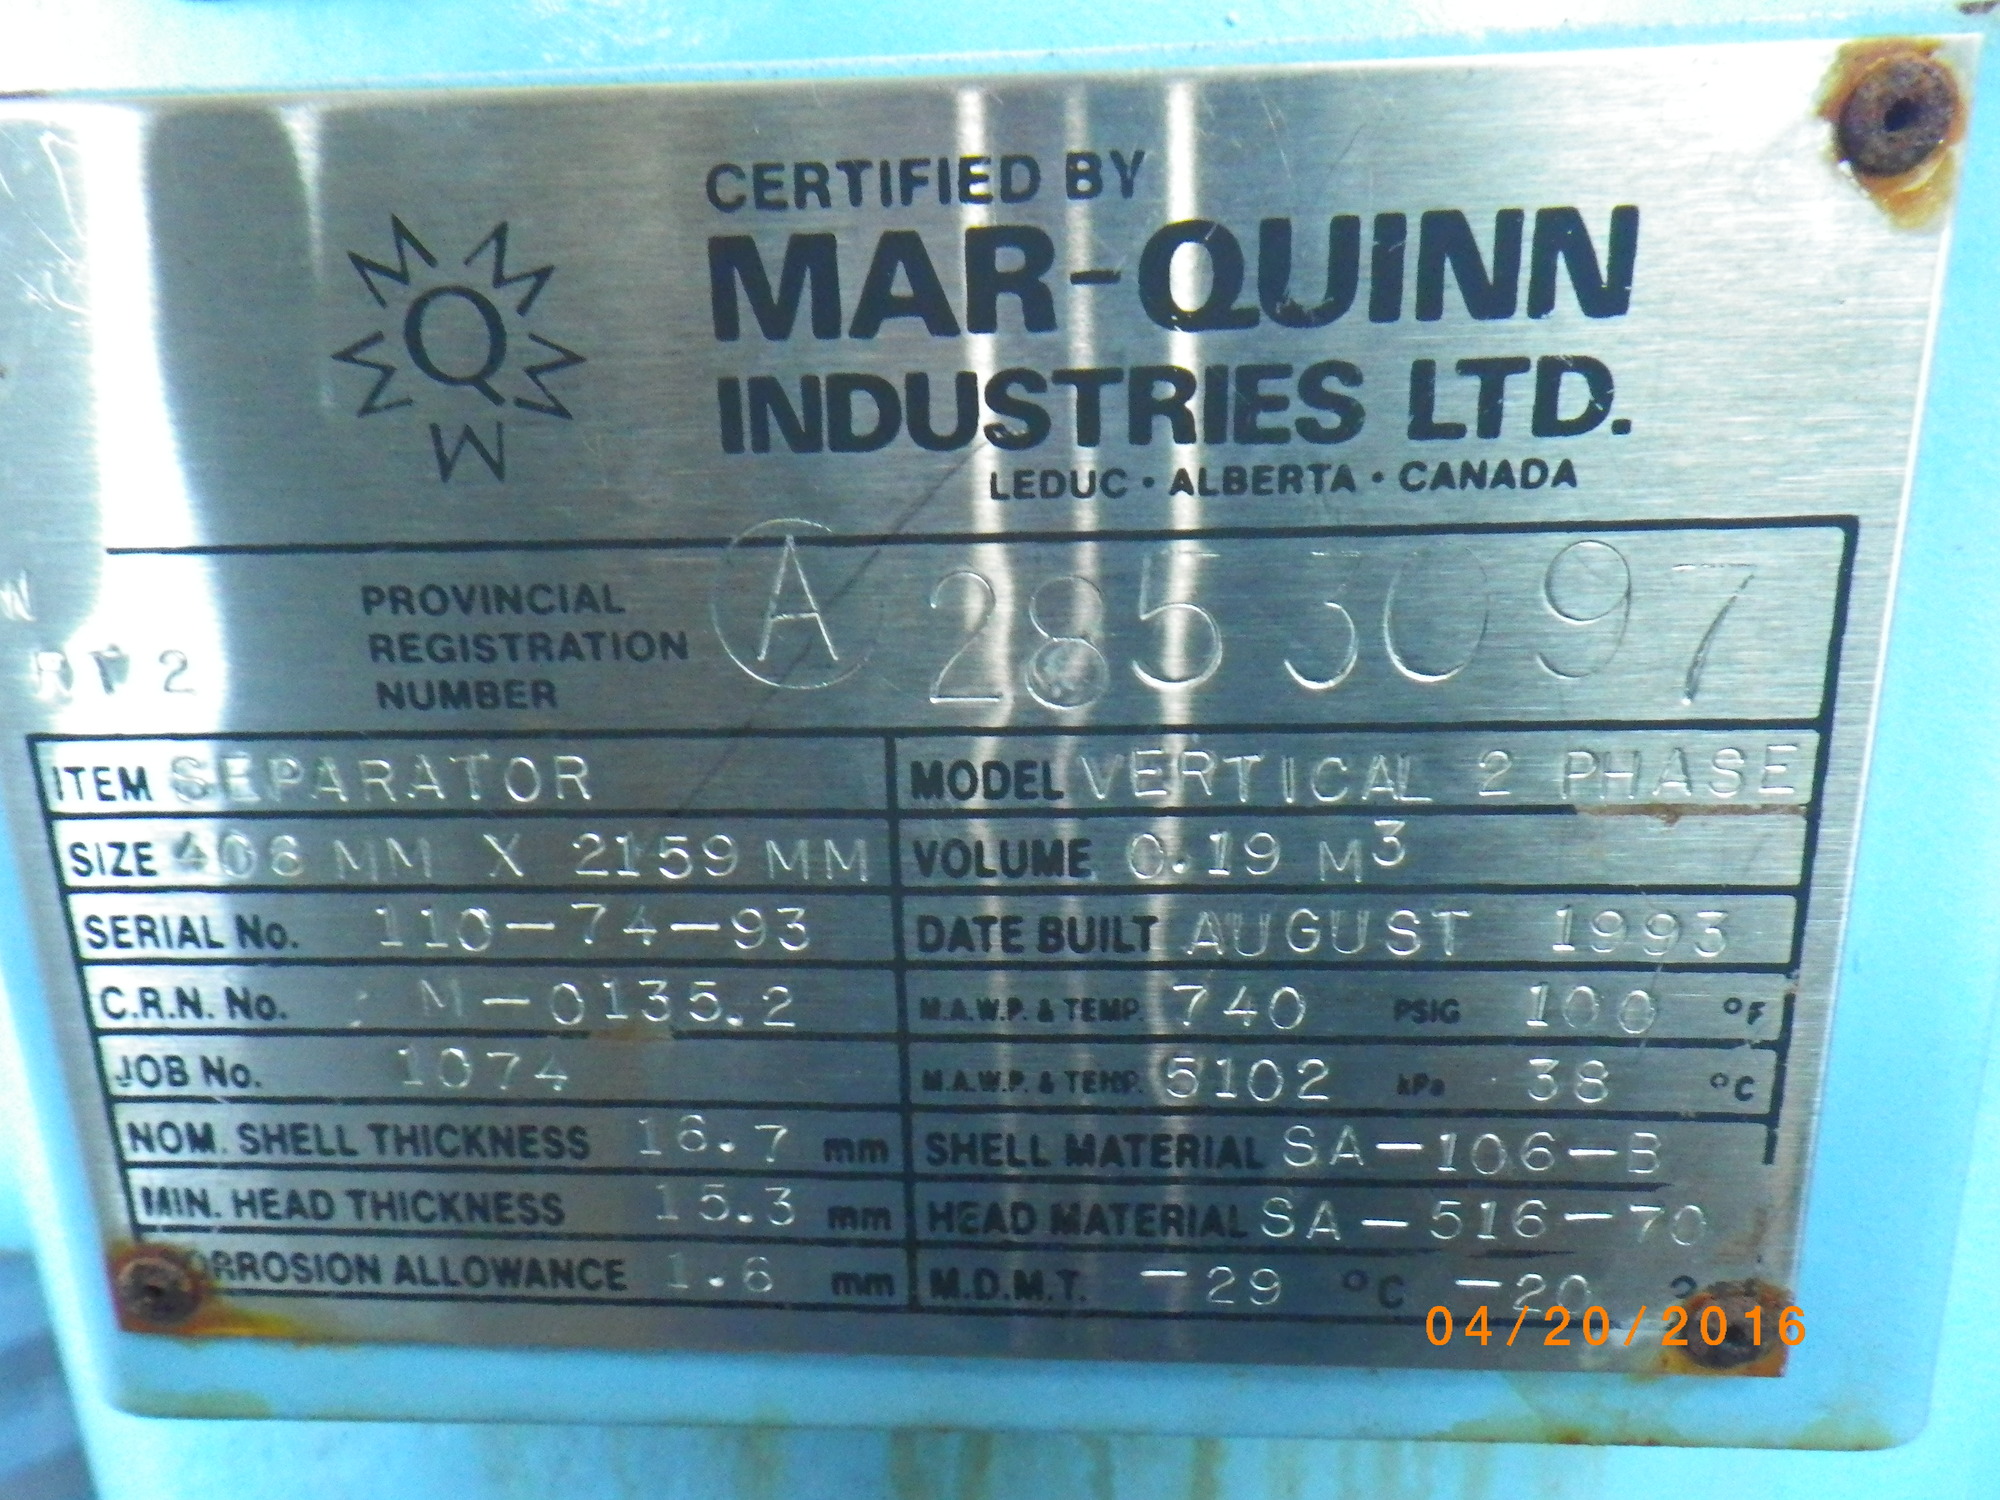 CERTIFIED BY
MAR-QUINN
INDUSTRIES LTD.
LEDUC • ALBERTA • CANADA
M M M M M Q
W
RT 2
PROVINCIAL
REGISTRATION
NUMBER
A 2853097
ITEM SEPARATOR MODEL VERTICAL 2 PHASE
SIZE 406 MM X 2159 MM VOLUME 0.19 M3
SERIAL No. 110-74-93 DATE BUILT AUGUST 1993
C.R.N. No. M-0135.2 M.A.W.P. & TEMP. 740 PSIG 100 °F
JOB No. 1074 M.A.W.P. & TEMP. 5102 kPa 38 °C
NOM. SHELL THICKNESS 16.7 mm SHELL MATERIAL SA-106-B
MIN. HEAD THICKNESS 15.3 mm HEAD MATERIAL SA-516-70
CORROSION ALLOWANCE 1.6 mm M.D.M.T. -29 °C -20
04/20/2016